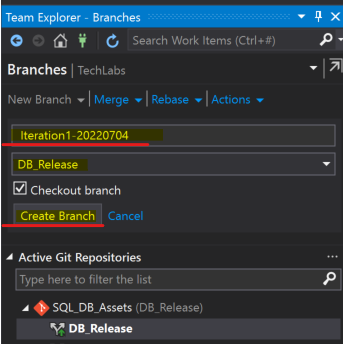 Team Explorer - Branches
Search Work Items (Ctrl+#)
Branches | TechLabs
New Branch | Merge | Rebase | Actions
Iteration1-20220704
DB_Release
Checkout branch
Create Branch Cancel
Active Git Repositories ...
Type here to filter the list
SQL_DB_Assets (DB_Release)
DB_Release